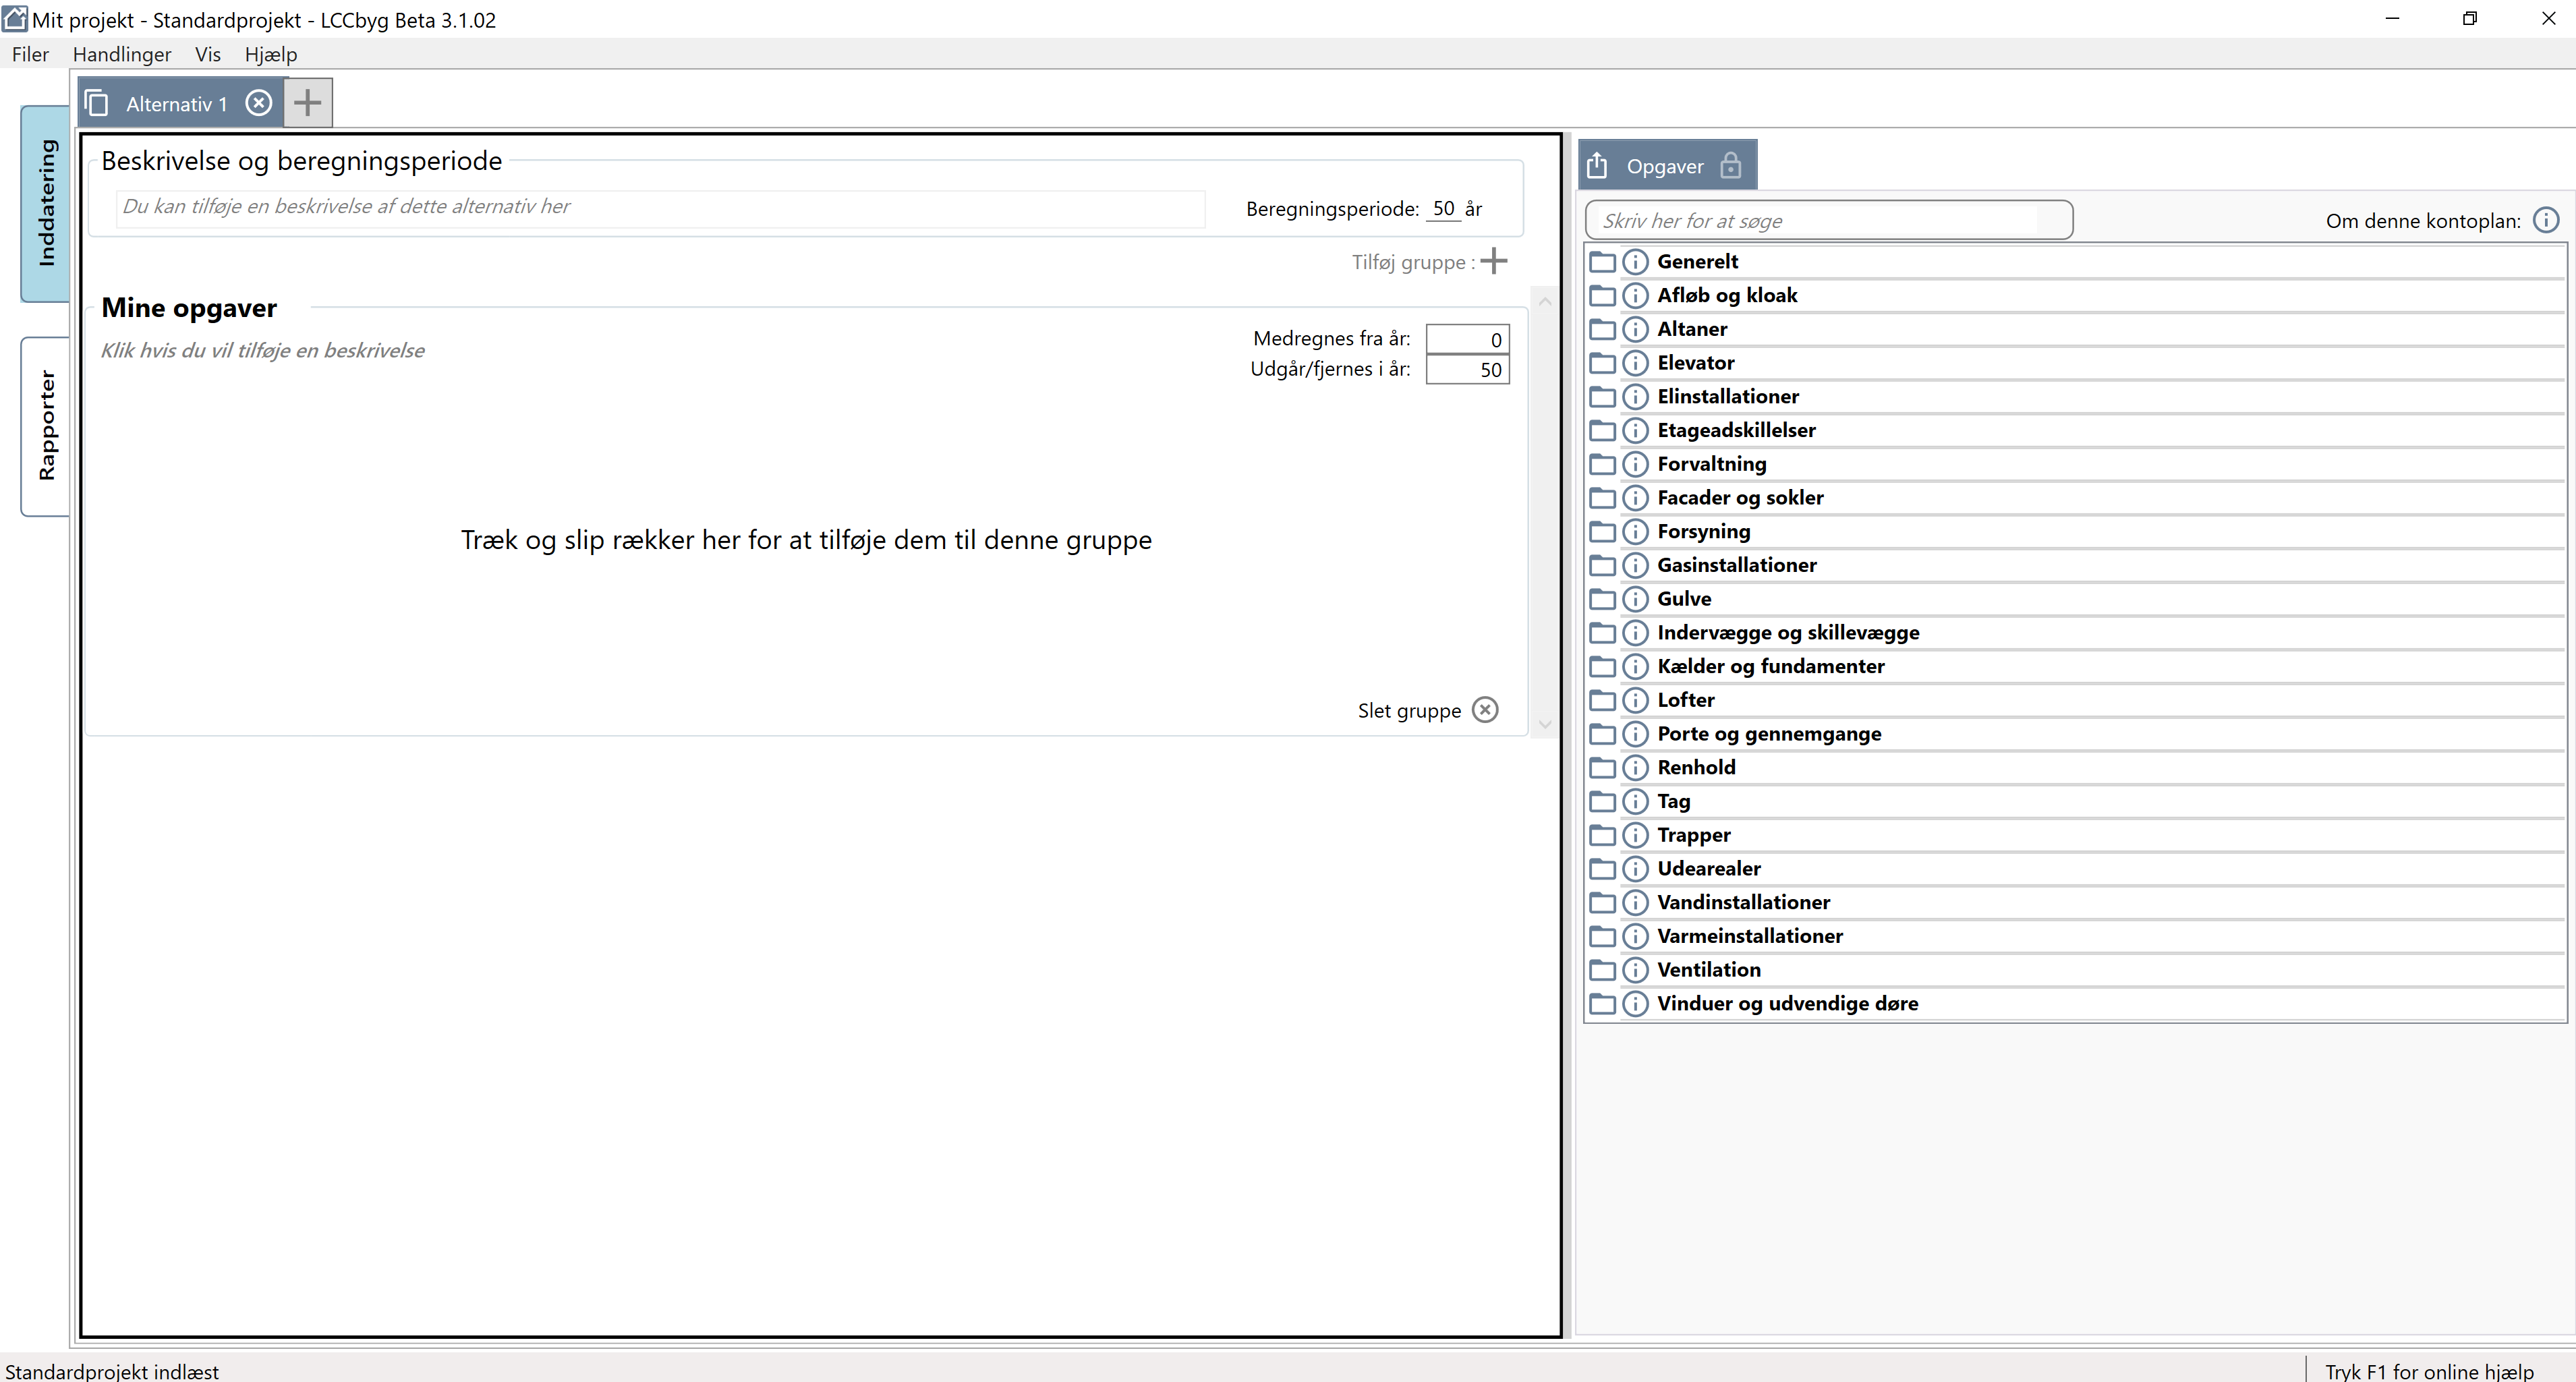 Mit projekt - Standardprojekt - LCCbyg Beta 3.1.02
Filer Handlinger Vis Hjælp
Alternativ 1
Inddatering
Rapporter
Beskrivelse og beregningsperiode
Du kan tilføje en beskrivelse af dette alternativ her
Beregningsperiode: 50 år
Tilføj gruppe :
Mine opgaver
Klik hvis du vil tilføje en beskrivelse
Medregnes fra år: 0
Udgår/fjernes i år: 50
Træk og slip rækker her for at tilføje dem til denne gruppe
Slet gruppe
Opgaver
Skriv her for at søge
Om denne kontoplan:
Generelt
Afløb og kloak
Altaner
Elevator
Elinstallationer
Etageadskillelser
Forvaltning
Facader og sokler
Forsyning
Gasinstallationer
Gulve
Indervægge og skillevægge
Kælder og fundamenter
Lofter
Porte og gennemgange
Renhold
Tag
Trapper
Udearealer
Vandinstallationer
Varmeinstallationer
Ventilation
Vinduer og udvendige døre
Standardprojekt indlæst
Tryk F1 for online hjælp